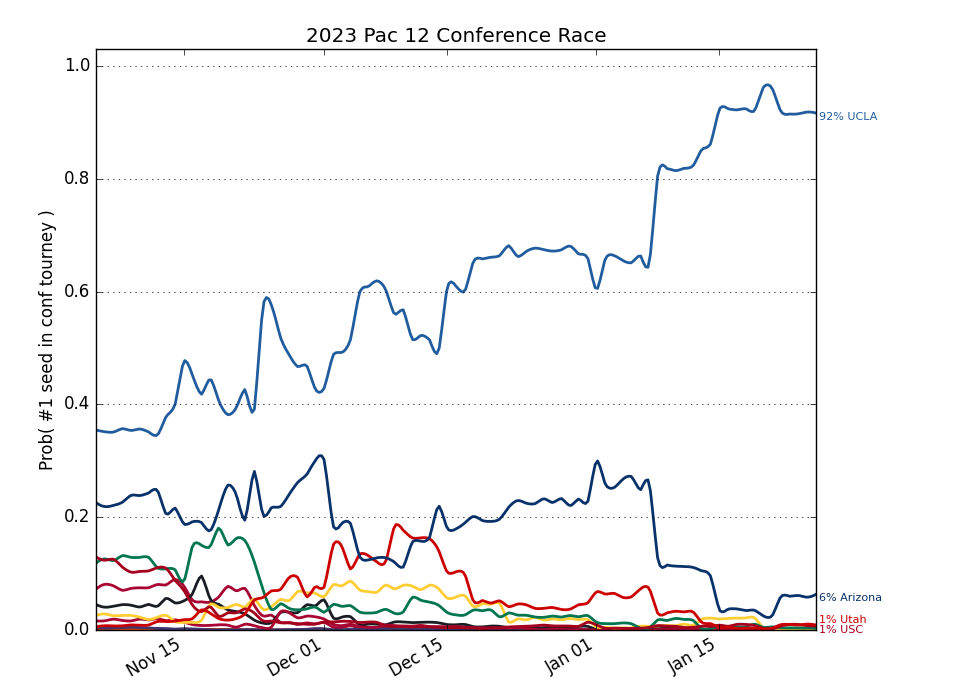 2023 Pac 12 Conference Race
Prob( #1 seed in conf tourney )
1.0
0.8
0.6
0.4
0.2
0.0
92% UCLA
6% Arizona
1% Utah
1% USC
Nov 15
Dec 01
Dec 15
Jan 01
Jan 15